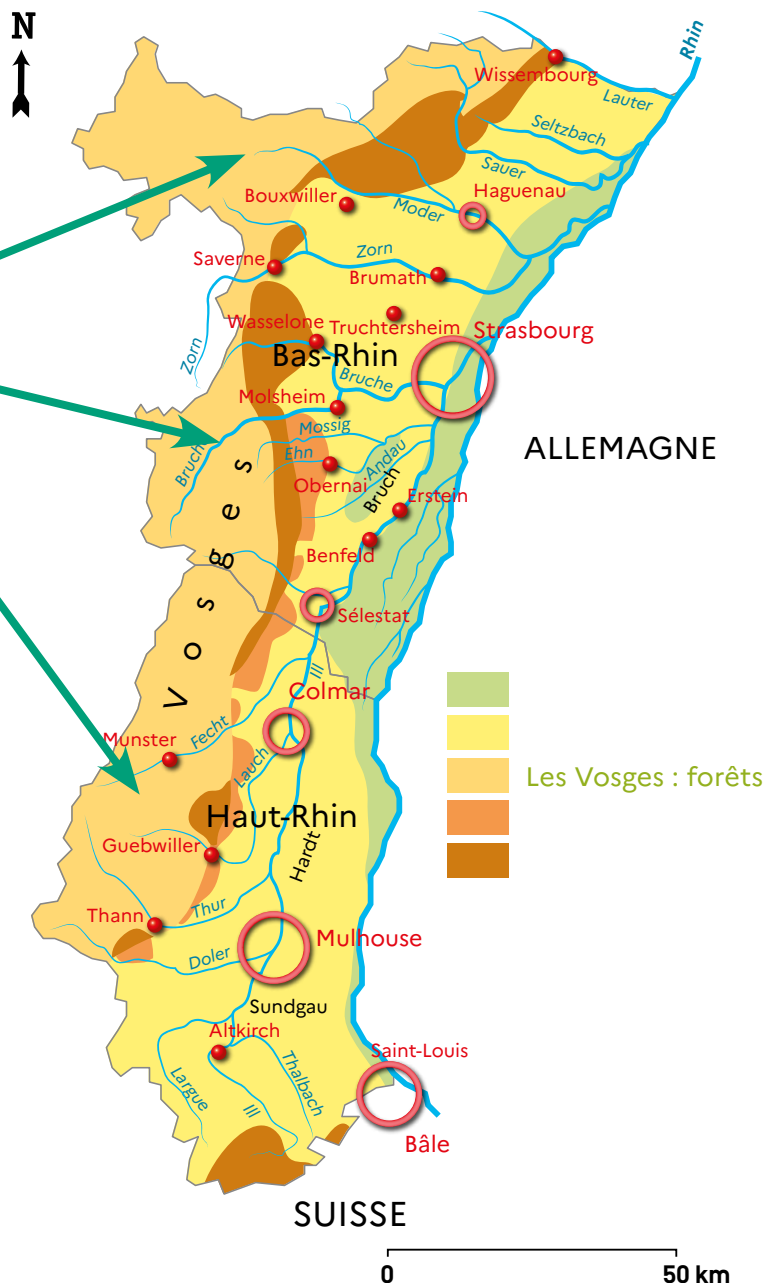 N
Rhin
Wissembourg
Lauter
Seltzbach
Sauer
Haguenau
Bouxwiller
Moder
Zorn
Saverne
Brumath
Wasselone
Truchtersheim
Strasbourg
Zorn
Bas-Rhin
Bruche
Molsheim
Mossig
ALLEMAGNE
Bruch
Ehn
Andau
Obernai
Bruch
Erstein
Vosges
Benfeld
Sélestat
Ill
Colmar
Fecht
Munster
Lauch
Les Vosges : forêts
Haut-Rhin
Guebwiller
Hardt
Thur
Thann
Mulhouse
Doler
Sundgau
Altkirch
Saint-Louis
Largue
Ill
Thalbach
Bâle
SUISSE
0 50 km